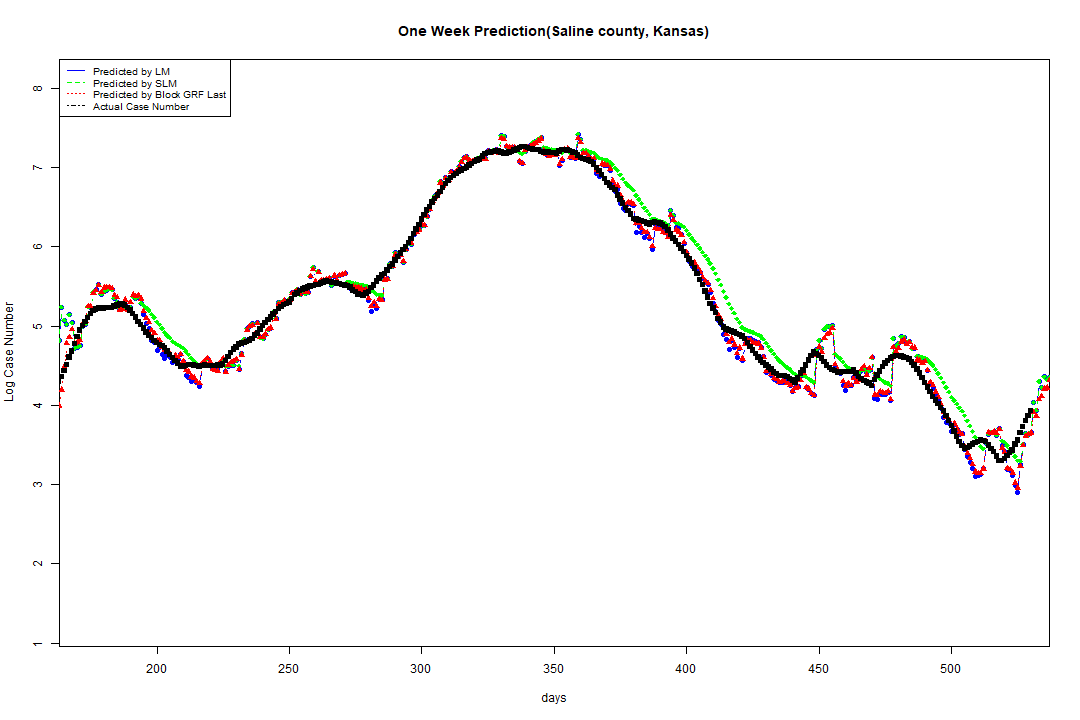 One Week Prediction(Saline county, Kansas)
Predicted by LM
Predicted by SLM
Predicted by Block GRF Last
Actual Case Number
8
7
6
5
4
3
2
1
Log Case Number
200 250 300 350 400 450 500
days